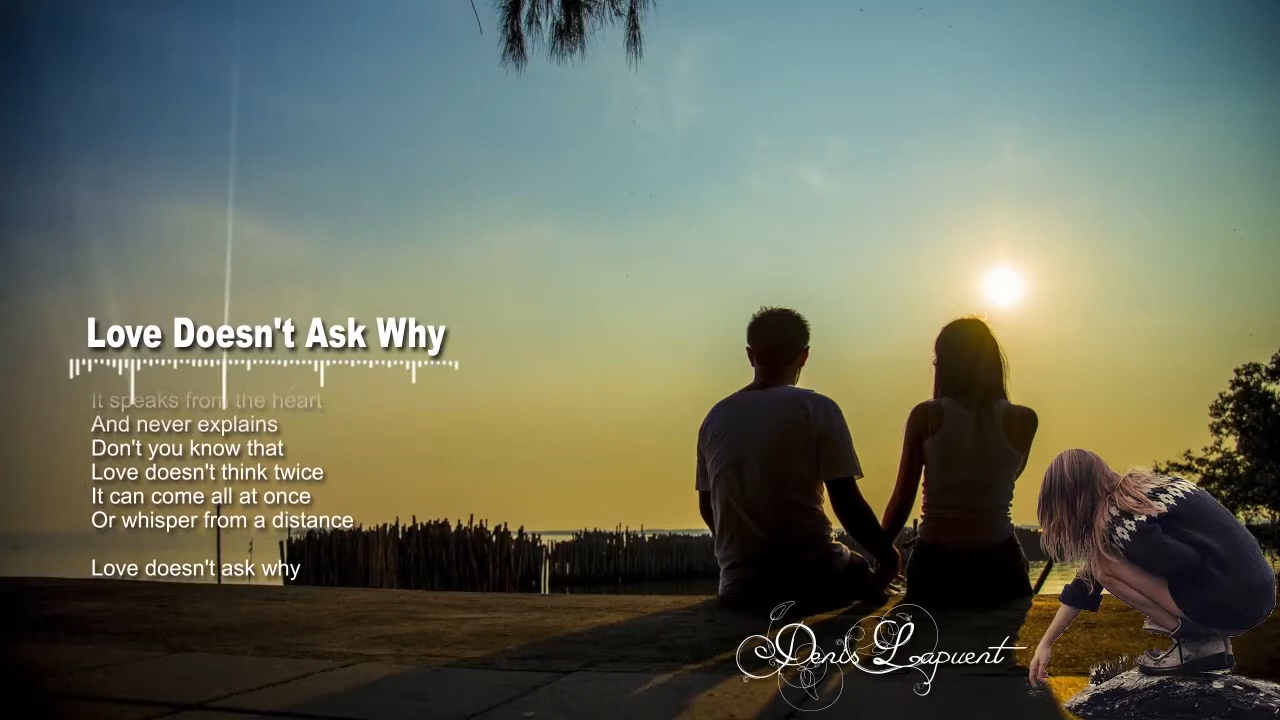 Love Doesn't Ask Why
It speaks from the heart
And never explains
Don't you know that
Love doesn't think twice
It can come all at once
Or whisper from a distance
Love doesn't ask why
Denis Lapuent